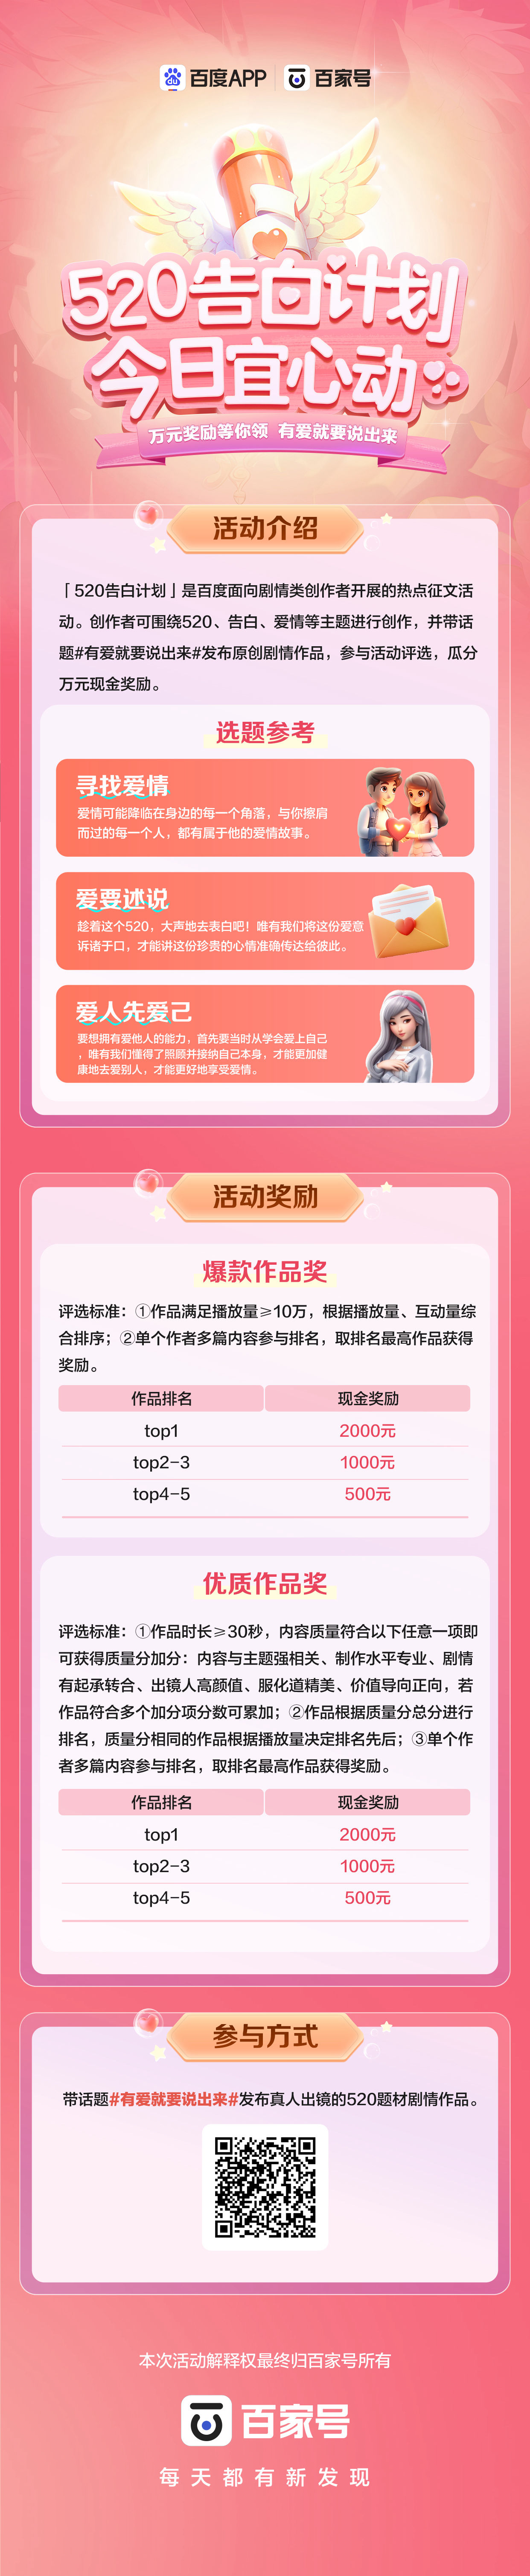 百度APP 百家号
520告白计划
今日宜心动
万元奖励等你领 有爱就要说出来
活动介绍
「520告白计划」是百度面向剧情类创作者开展的热点征文活
动。创作者可围绕520、告白、爱情等主题进行创作，并带话
题#有爱就要说出来#发布原创剧情作品，参与活动评选，瓜分
万元现金奖励。
选题参考
寻找爱情
爱情可能降临在身边的每一个角落，与你擦肩
而过的每一个人，都有属于他的爱情故事。
爱要述说
趁着这个520，大声地去表白吧！唯有我们将这份爱意
诉诸于口，才能讲这份珍贵的心情准确传达给彼此。
爱人先爱己
要想拥有爱他人的能力，首先要当时从学会爱上自己
，唯有我们懂得了照顾并接纳自己本身，才能更加健
康地去爱别人，才能更好地享受爱情。
活动奖励
爆款作品奖
评选标准：①作品满足播放量≥10万，根据播放量、互动量综
合排序；②单个作者多篇内容参与排名，取排名最高作品获得
奖励。
作品排名 现金奖励
top1 2000元
top2-3 1000元
top4-5 500元
优质作品奖
评选标准：①作品时长≥30秒，内容质量符合以下任意一项即
可获得质量分加分：内容与主题强相关、制作水平专业、剧情
有起承转合、出镜人高颜值、服化道精美、价值导向正向，若
作品符合多个加分项分数可累加；②作品根据质量分总分进行
排名，质量分相同的作品根据播放量决定排名先后；③单个作
者多篇内容参与排名，取排名最高作品获得奖励。
作品排名 现金奖励
top1 2000元
top2-3 1000元
top4-5 500元
参与方式
带话题#有爱就要说出来#发布真人出镜的520题材剧情作品。
本次活动解释权最终归百家号所有
百家号
每天都有新发现